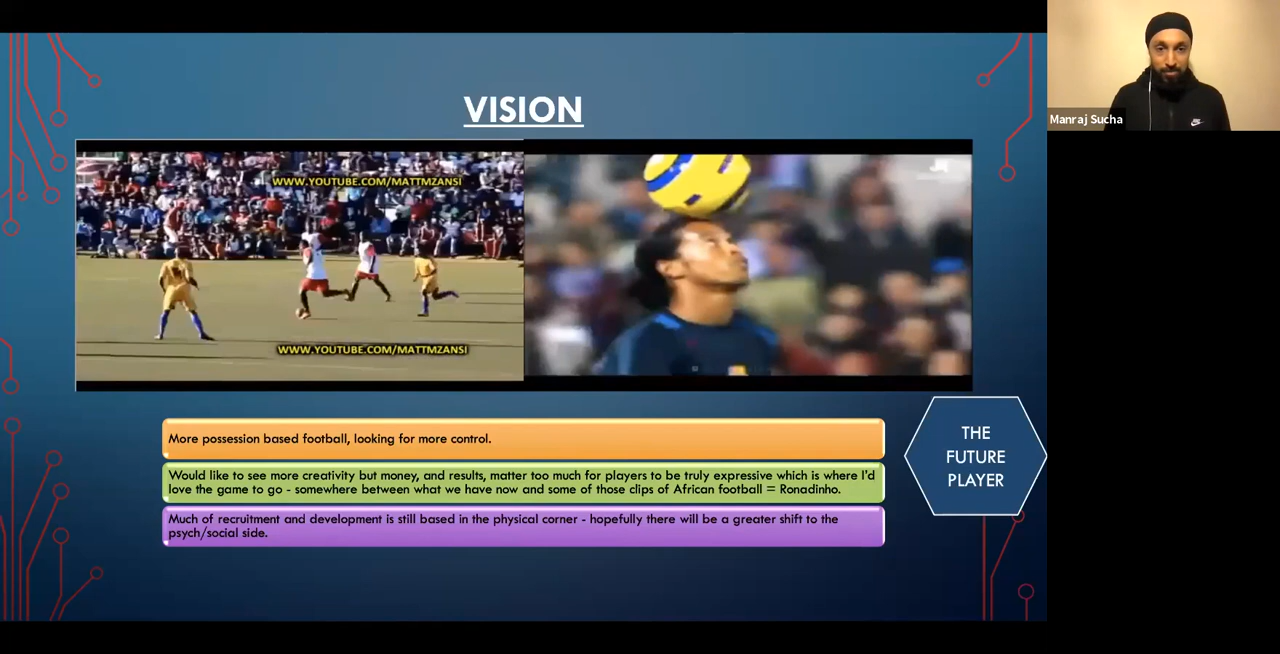 VISION
WWW.YOUTUBE.COM/MATTMZANSI
WWW.YOUTUBE.COM/MATTMZANSI
More possession based football, looking for more control.
Would like to see more creativity but money, and results, matter too much for players to be truly expressive which is where I'd
love the game to go - somewhere between what we have now and some of those clips of African football = Ronadinho.
Much of recruitment and development is still based in the physical corner - hopefully there will be a greater shift to the
psych/social side.
THE
FUTURE
PLAYER
Manraj Sucha